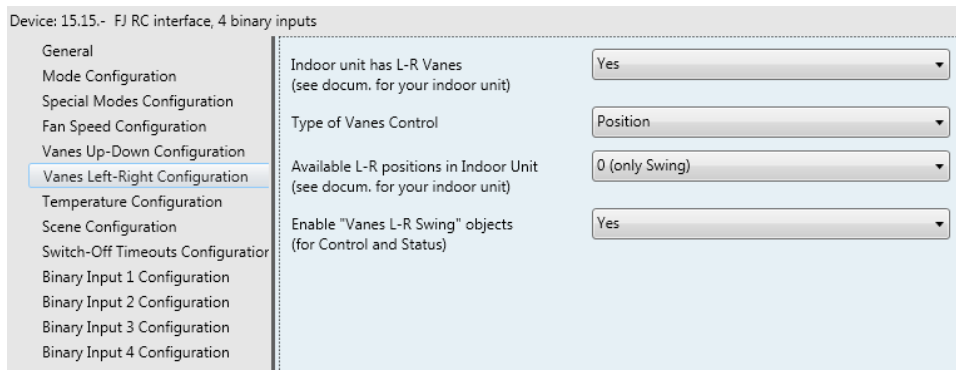 Device: 15.15.-  FJ RC interface, 4 binary inputs
General
Mode Configuration
Special Modes Configuration
Fan Speed Configuration
Vanes Up-Down Configuration
Vanes Left-Right Configuration
Temperature Configuration
Scene Configuration
Switch-Off Timeouts Configuration
Binary Input 1 Configuration
Binary Input 2 Configuration
Binary Input 3 Configuration
Binary Input 4 Configuration
Indoor unit has L-R Vanes
(see docum. for your indoor unit)
Yes
Type of Vanes Control
Position
Available L-R positions in Indoor Unit
(see docum. for your indoor unit)
0 (only Swing)
Enable "Vanes L-R Swing" objects
(for Control and Status)
Yes